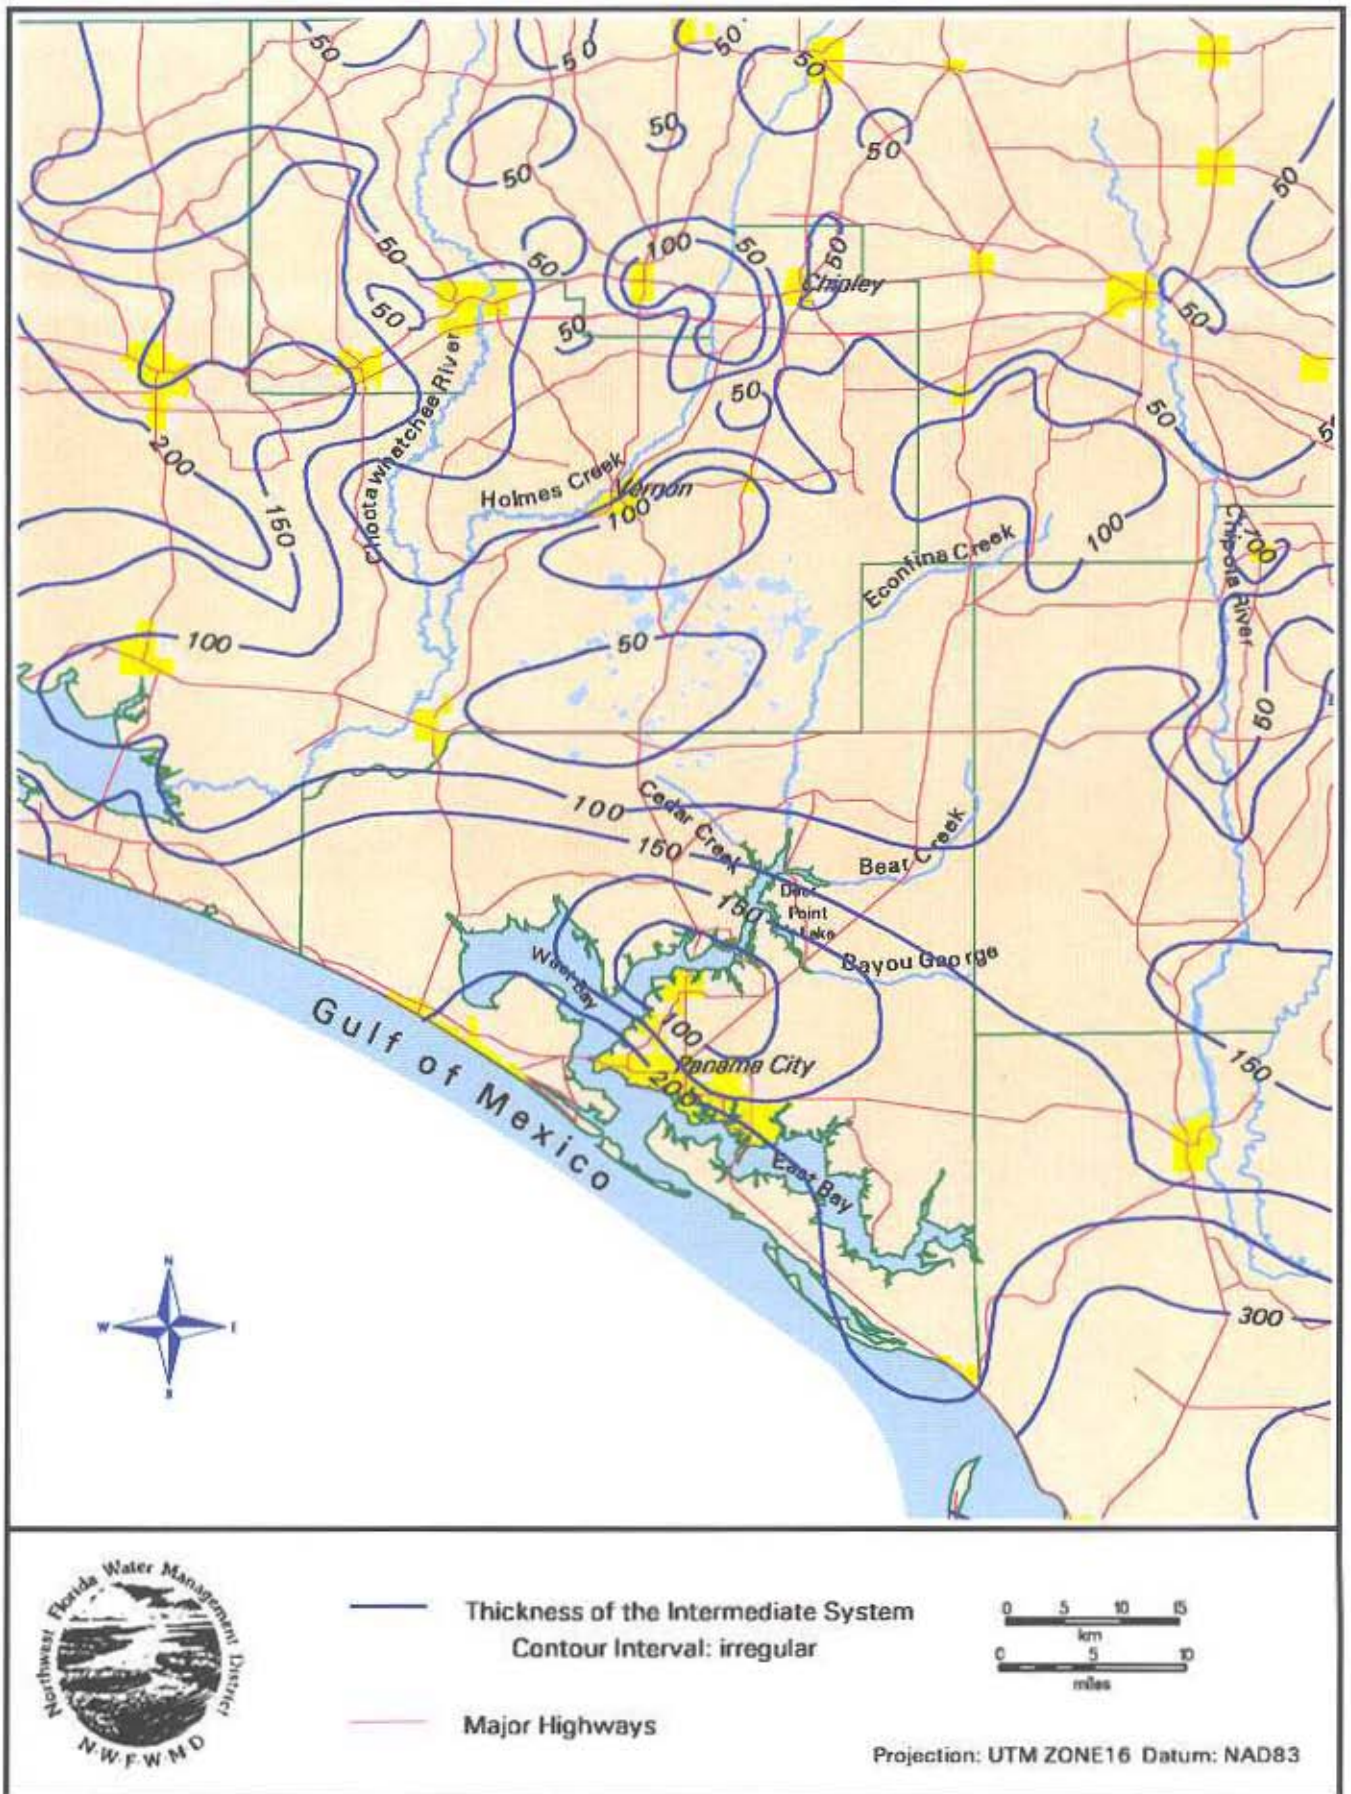 50
50
50
50
50
50
50
50
50
100
50
50
50
Chipley
50
50
50
50
50
Choctawhatchee River
200
Holmes Creek
Vernon
100
150
Econfina Creek
100
Chipola River
100
50
50
100
Cedar Creek
150
Bear Creek
150
Deer
Point
Lake
West Bay
Bayou George
Gulf of Mexico
100
Panama City
200
150
East Bay
300
N
W
E
S
Northwest Florida Water Management District
N·W·F·W·M·D
Thickness of the Intermediate System
Contour Interval: irregular
Major Highways
0 5 10 15
km
0 5 10
miles
Projection: UTM ZONE16 Datum: NAD83